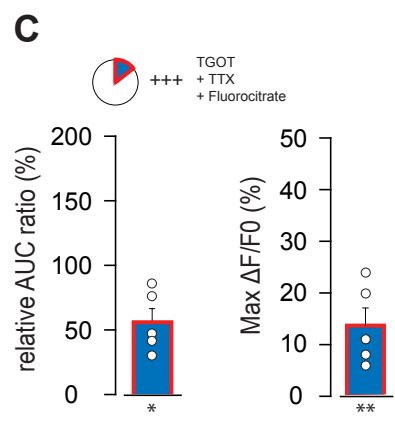 C
+++
TGOT
+ TTX
+ Fluorocitrate
relative AUC ratio (%)
200
150
100
50
0
*
Max ΔF/F0 (%)
50
40
30
20
10
0
**